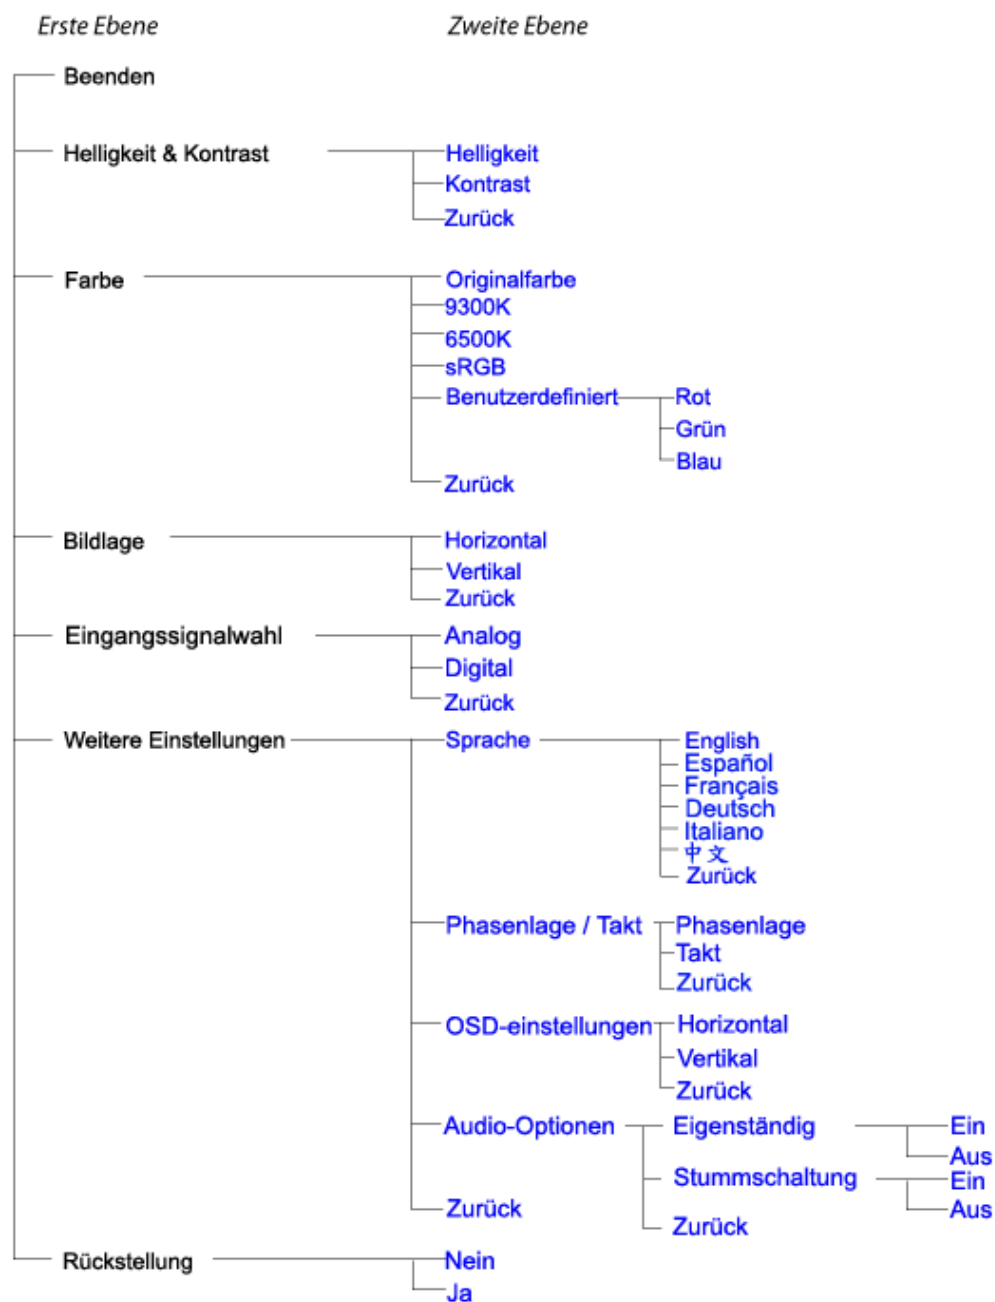 Erste Ebene Zweite Ebene
Beenden
Helligkeit & Kontrast Helligkeit
Kontrast
Zurück
Farbe Originalfarbe
9300K
6500K
sRGB
Benutzerdefiniert Rot
Grün
Blau
Zurück
Bildlage Horizontal
Vertikal
Zurück
Eingangssignalwahl Analog
Digital
Zurück
Weitere Einstellungen Sprache English
Español
Français
Deutsch
Italiano
中文
Zurück
Phasenlage / Takt Phasenlage
Takt
Zurück
OSD-einstellungen Horizontal
Vertikal
Zurück
Audio-Optionen Eigenständig Ein
Aus
Stummschaltung Ein
Aus
Zurück Zurück
Rückstellung Nein
Ja